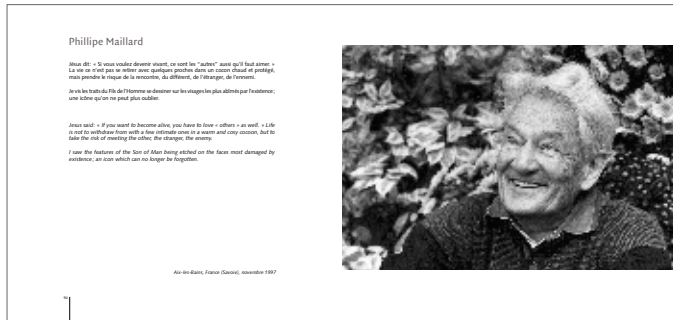 Phillipe Maillard
Jésus dit: « Si vous voulez devenir vivant, ce sont les "autres" aussi qu'il faut aimer. »
La vie ce n'est pas se retirer avec quelques proches dans un cocon chaud et protégé,
mais prendre le risque de la rencontre, du différent, de l'étranger, de l'ennemi.
Je vis les traits du Fils de l'Homme se dessiner sur les visages les plus abîmés par l'existence;
une icône qu'on ne peut plus oublier.
Jesus said: « If you want to become alive, you have to love « others » as well. » Life
is not to withdraw from with a few intimate ones in a warm and cosy cocoon, but to
take the risk of meeting the other, the stranger, the enemy.
I saw the features of the Son of Man being etched on the faces most damaged by
existence; an icon which can no longer be forgotten.
Aix-les-Bains, France (Savoie), novembre 1997